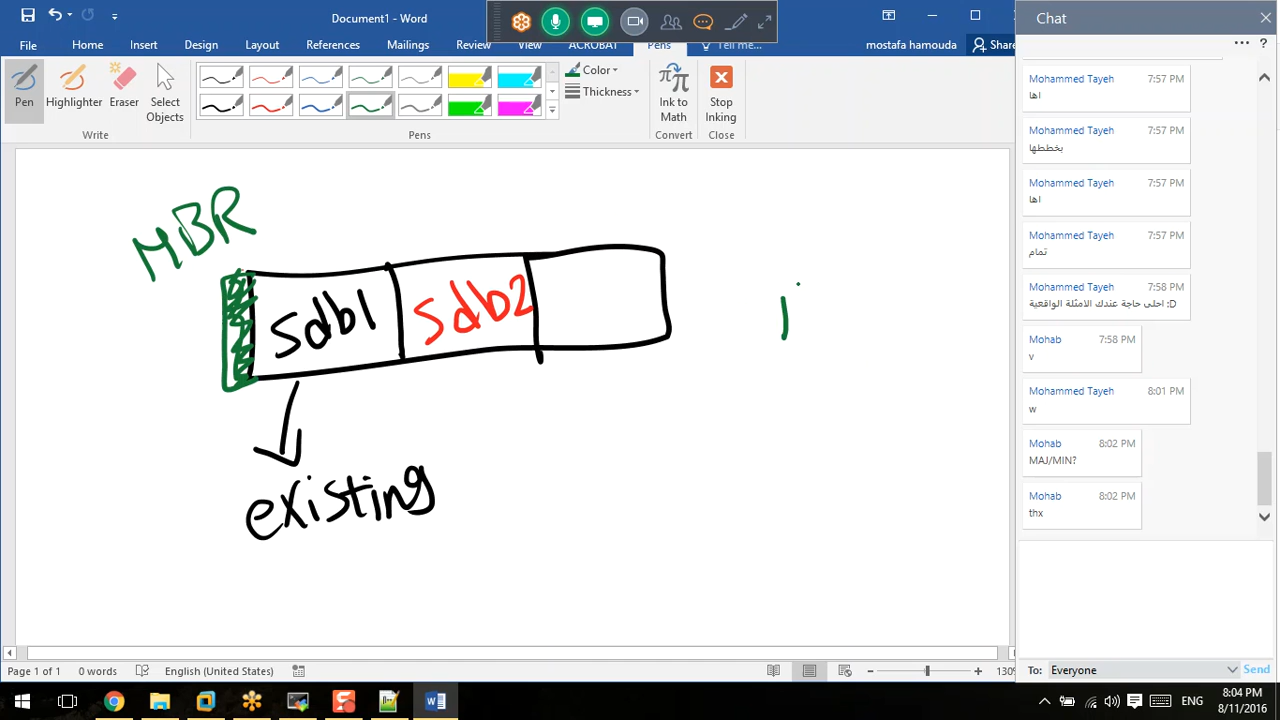 Document1 - Word
mostafa hamouda
Share
File
Home
Insert
Design
Layout
References
Mailings
Review
ACROBAT
Pens
Tell me...
Pen
Highlighter
Eraser
Select Objects
Color
Thickness
Ink to Math
Stop Inking
Write
Pens
Convert
Close
MBR
sdb1
sdb2
existing
Chat
Mohammed Tayeh 7:57 PM
اها
Mohammed Tayeh 7:57 PM
بخططها
Mohammed Tayeh 7:57 PM
اها
Mohammed Tayeh 7:57 PM
تمام
Mohammed Tayeh 7:58 PM
احلى حاجة عندك الامثلة الواقعية :D
Mohab 7:58 PM
v
Mohammed Tayeh 8:01 PM
w
Mohab 8:02 PM
MAJ/MIN?
Mohab 8:02 PM
thx
To: Everyone
Send
Page 1 of 1
0 words
English (United States)
130%
ENG
8:04 PM
8/11/2016